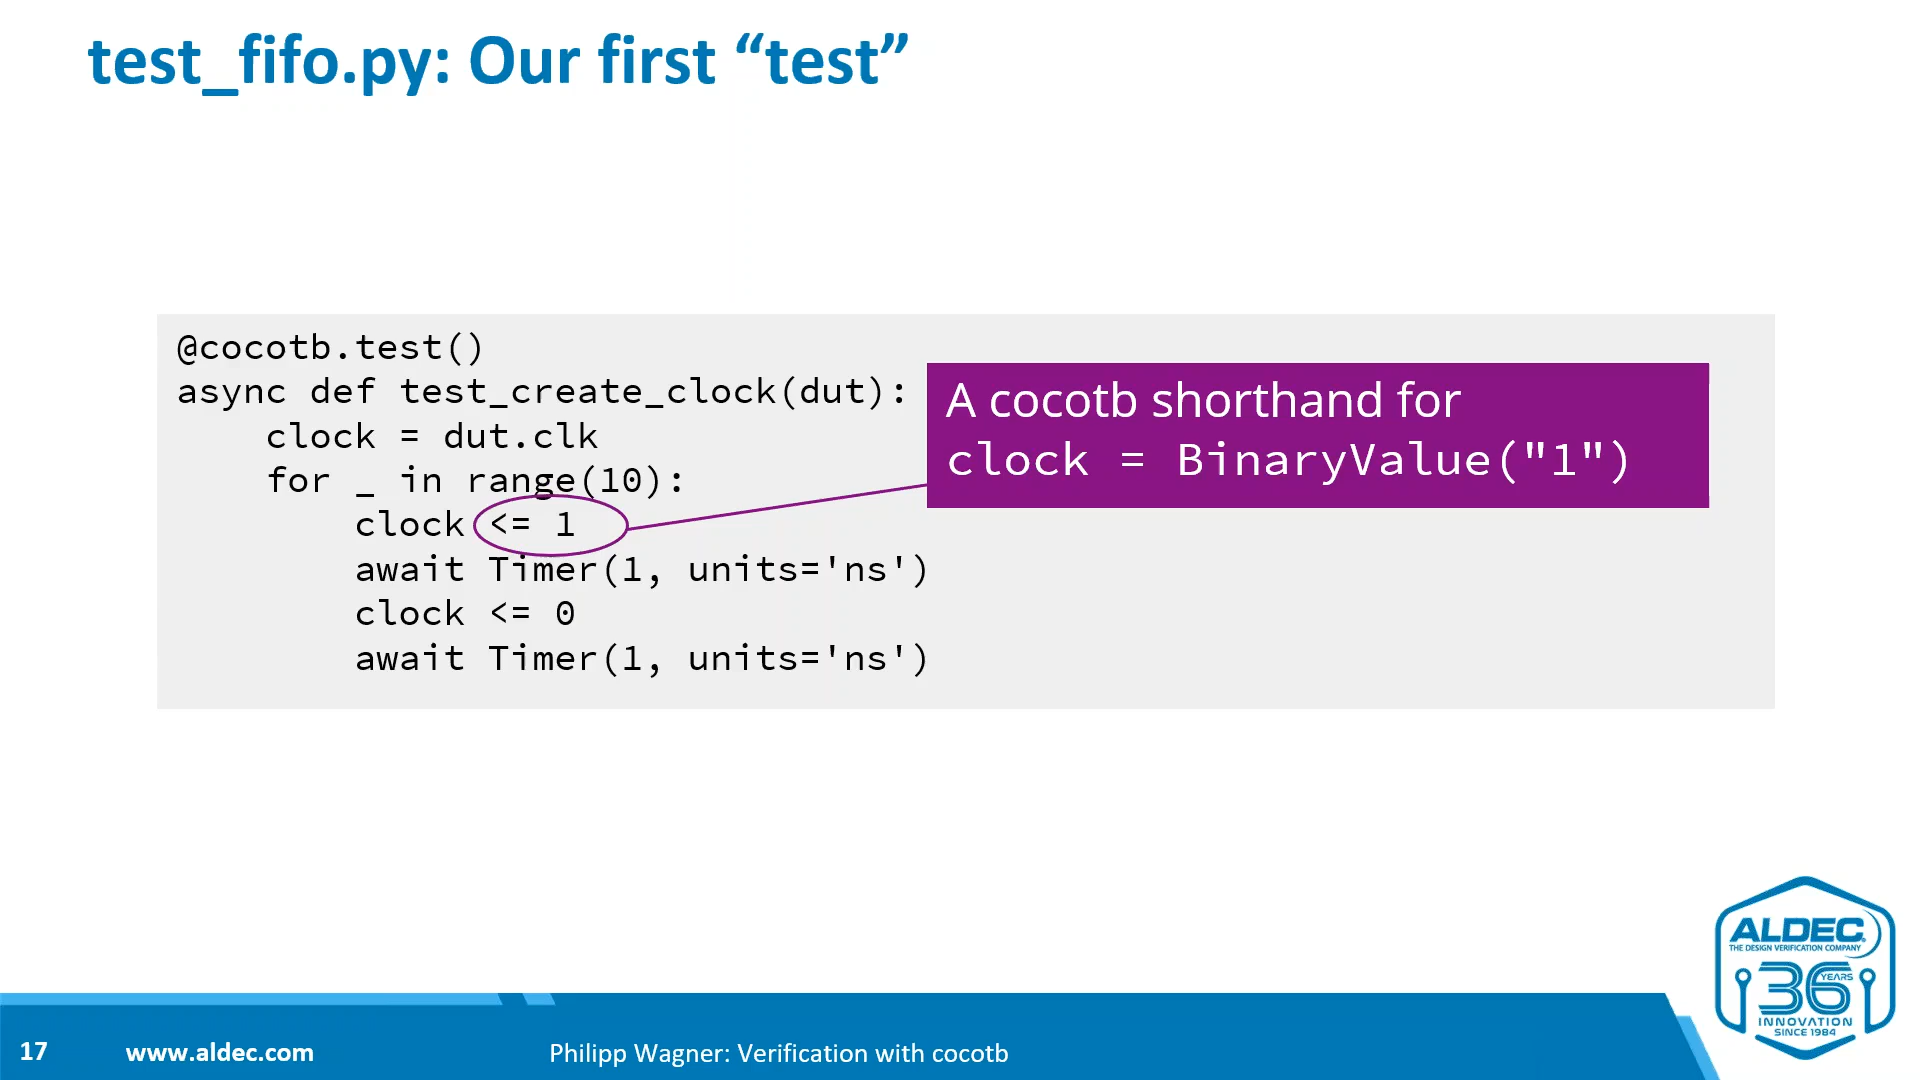 test_fifo.py: Our first “test”
@cocotb.test()
async def test_create_clock(dut):
    clock = dut.clk
    for _ in range(10):
        clock <= 1
        await Timer(1, units='ns')
        clock <= 0
        await Timer(1, units='ns')
A cocotb shorthand for
clock = BinaryValue("1")
17
www.aldec.com
Philipp Wagner: Verification with cocotb
ALDEC
THE DESIGN VERIFICATION COMPANY
36
YEARS
INNOVATION
SINCE 1984